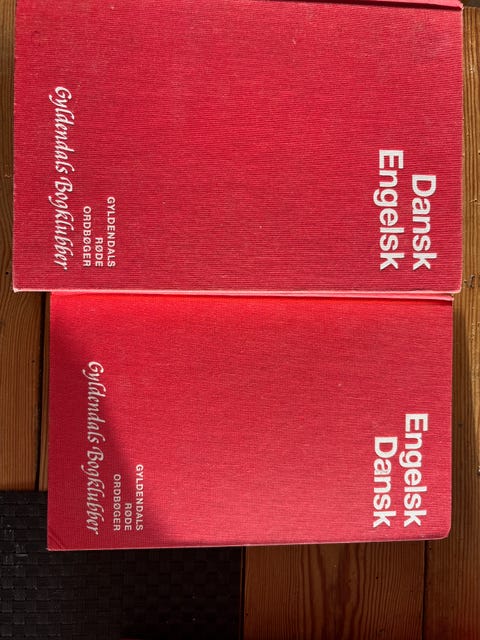 Dansk
Engelsk
GYLDENDALS
RØDE
ORDBØGER
Gyldendals Bogklubber
Engelsk
Dansk
GYLDENDALS
RØDE
ORDBØGER
Gyldendals Bogklubber